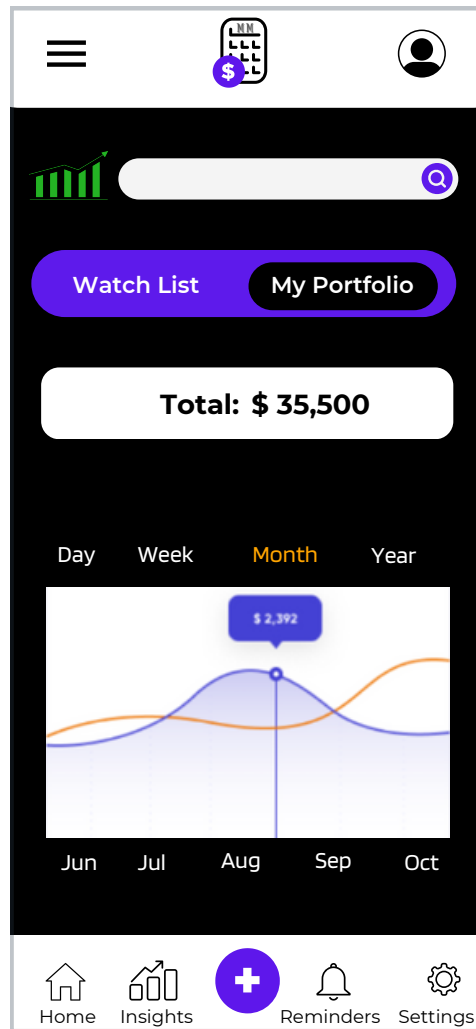 MM
$
Watch List My Portfolio
Total: $ 35,500
Day Week Month Year
$ 2,392
Jun Jul Aug Sep Oct
Home Insights Reminders Settings